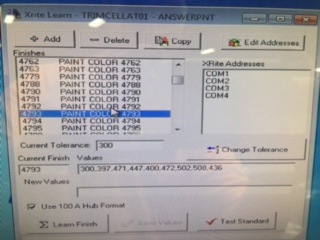 Xrite Learn - TRIMCELLAT01 - ANSWERPNT
Add
Delete
Copy
Edit Addresses
Finishes
XRite Addresses
4762 PAINT COLOR 4762
4763 PAINT COLOR 4763
4779 PAINT COLOR 4779
4788 PAINT COLOR 4788
4790 PAINT COLOR 4790
4791 PAINT COLOR 4791
4792 PAINT COLOR 4792
4793 PAINT COLOR 4793
4794 PAINT COLOR 4794
4795 PAINT COLOR 4795
COM1
COM2
COM3
COM4
Current Tolerance: 300
Change Tolerance
Current Finish Values
4793 300,397,471,447,400,472,502,508,436
New Values
Use 100 A Hub Format
Learn Finish
Save Values
Test Standard